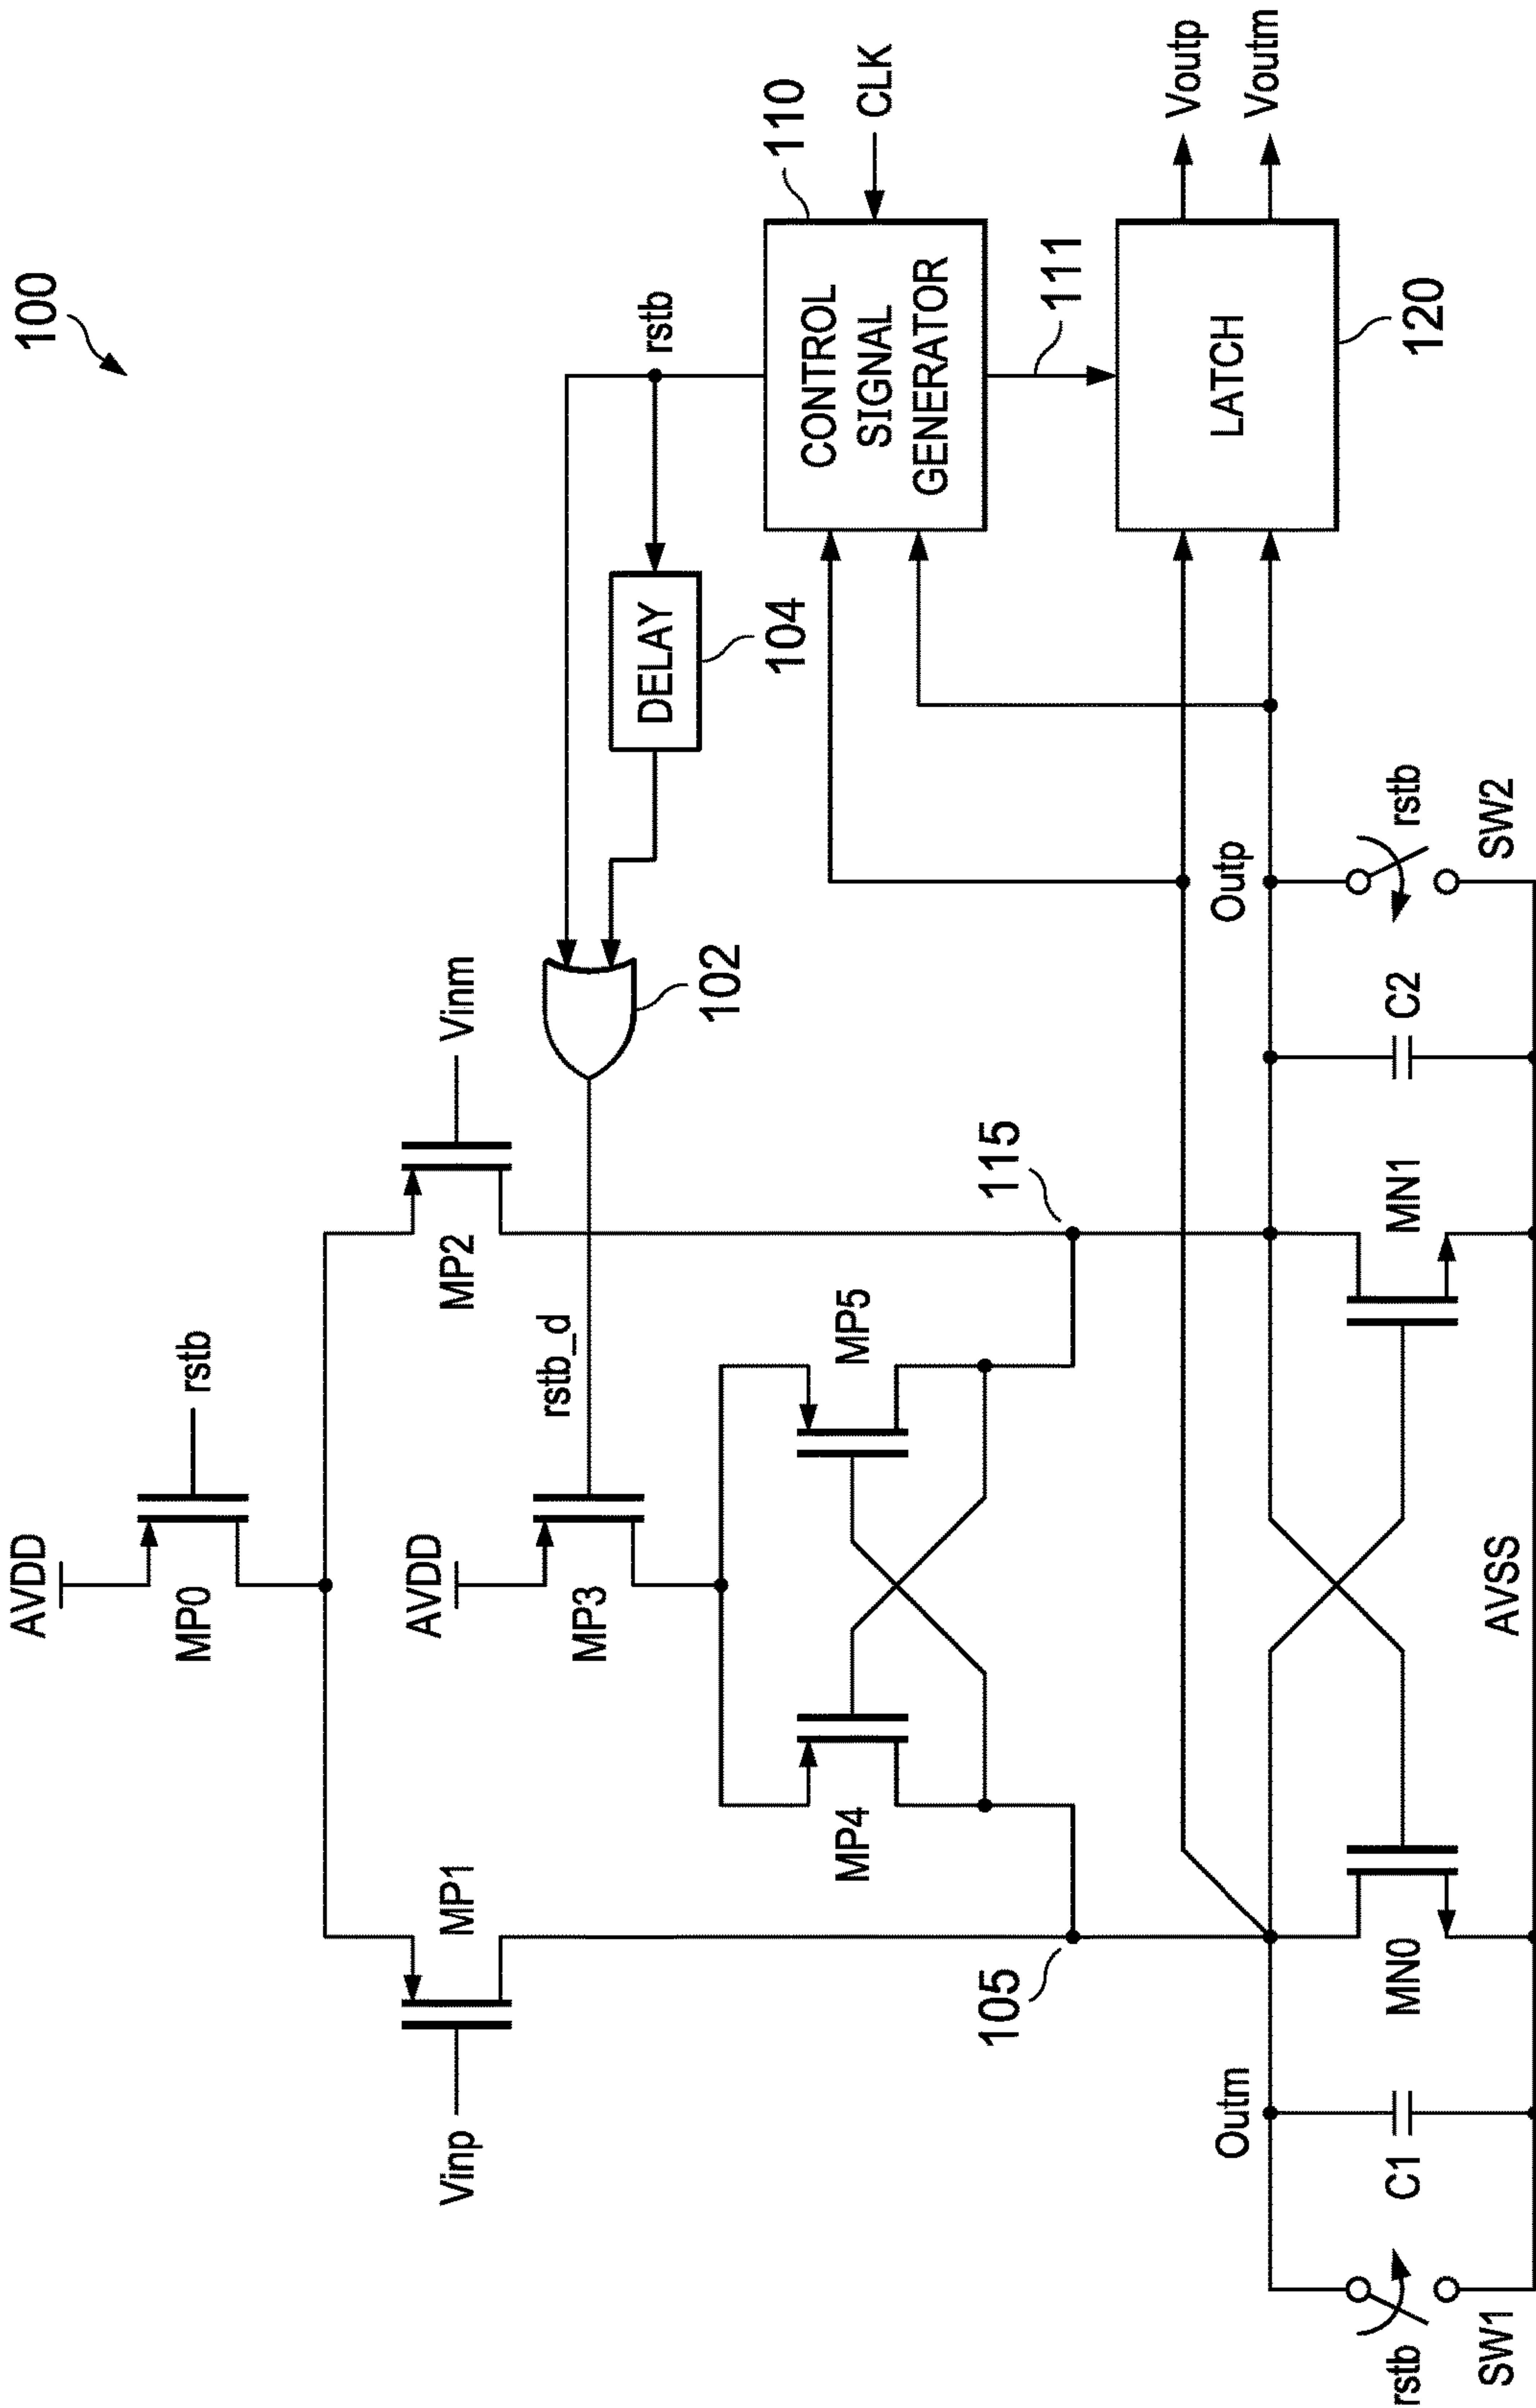 100
AVDD
MP0
rstb
Vinp
MP1
MP2
Vinm
AVDD
MP3
rstb_d
102
DELAY
104
rstb
CONTROL
SIGNAL
GENERATOR
110
CLK
MP4
MP5
105
115
111
Outm
Outp
LATCH
120
Voutp
Voutm
rstb
SW1
C1
MN0
AVSS
MN1
C2
rstb
SW2